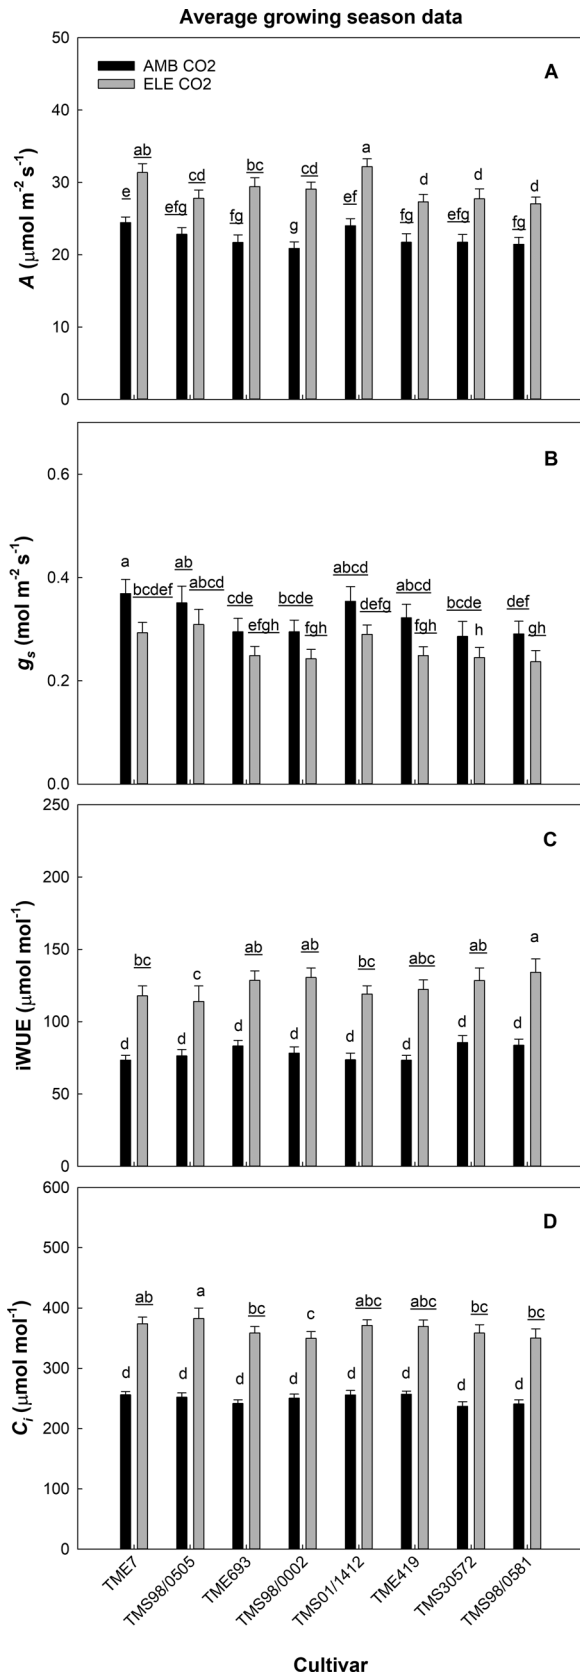 Average growing season data
50
AMB CO2
ELE CO2
A
40
ab
a
bc
cd
cd
d
d
d
30
e
efg
fg
g
ef
fg
efg
fg
20
10
0
A (μmol m-2 s-1)
B
0.6
a
ab
abcd
abcd
abcd
bcdef
cde
bcde
defg
bcde
def
0.4
efgh
fgh
fgh
h
gh
0.2
0.0
gs (mol m-2 s-1)
250
C
200
150
bc
c
ab
ab
bc
abc
ab
a
100
d
d
d
d
d
d
d
d
50
0
iWUE (μmol mol-1)
600
D
500
400
ab
a
bc
c
abc
abc
bc
bc
300
d
d
d
d
d
d
d
d
200
100
0
Ci (μmol mol-1)
TME7
TMS98/0505
TME693
TMS98/0002
TMS01/1412
TME419
TMS30572
TMS98/0581
Cultivar